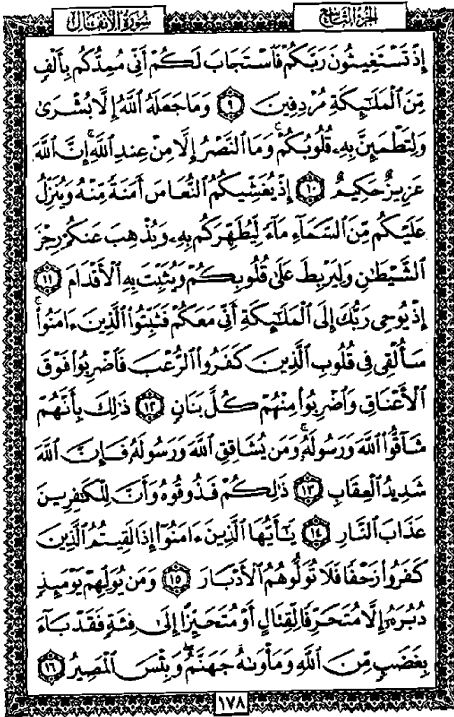 الجزء التاسع
سورة الأنفال
إِذْ تَسْتَغِيثُونَ رَبَّكُمْ فَاسْتَجَابَ لَكُمْ أَنِّي مُمِدُّكُم بِأَلْفٍ
مِّنَ الْمَلَائِكَةِ مُرْدِفِينَ ٩ وَمَا جَعَلَهُ اللَّهُ إِلَّا بُشْرَىٰ
وَلِتَطْمَئِنَّ بِهِ قُلُوبُكُمْ وَمَا النَّصْرُ إِلَّا مِنْ عِندِ اللَّهِ إِنَّ اللَّهَ
عَزِيزٌ حَكِيمٌ ١٠ إِذْ يُغَشِّيكُمُ النُّعَاسَ أَمَنَةً مِّنْهُ وَيُنَزِّلُ
عَلَيْكُم مِّنَ السَّمَاءِ مَاءً لِّيُطَهِّرَكُم بِهِ وَيُذْهِبَ عَنكُمْ رِجْزَ
الشَّيْطَانِ وَلِيَرْبِطَ عَلَىٰ قُلُوبِكُمْ وَيُثَبِّتَ بِهِ الْأَقْدَامَ ١١
إِذْ يُوحِي رَبُّكَ إِلَى الْمَلَائِكَةِ أَنِّي مَعَكُمْ فَثَبِّتُوا الَّذِينَ ءَامَنُوا
سَأُلْقِي فِي قُلُوبِ الَّذِينَ كَفَرُوا الرُّعْبَ فَاضْرِبُوا فَوْقَ
الْأَعْنَاقِ وَاضْرِبُوا مِنْهُمْ كُلَّ بَنَانٍ ١٢ ذَٰلِكَ بِأَنَّهُمْ
شَاقُّوا اللَّهَ وَرَسُولَهُ وَمَن يُشَاقِقِ اللَّهَ وَرَسُولَهُ فَإِنَّ اللَّهَ
شَدِيدُ الْعِقَابِ ١٣ ذَٰلِكُمْ فَذُوقُوهُ وَأَنَّ لِلْكَافِرِينَ
عَذَابَ النَّارِ ١٤ يَا أَيُّهَا الَّذِينَ ءَامَنُوا إِذَا لَقِيتُمُ الَّذِينَ
كَفَرُوا زَحْفًا فَلَا تُوَلُّوهُمُ الْأَدْبَارَ ١٥ وَمَن يُوَلِّهِمْ يَوْمَئِذٍ
دُبُرَهُ إِلَّا مُتَحَرِّفًا لِّقِتَالٍ أَوْ مُتَحَيِّزًا إِلَىٰ فِئَةٍ فَقَدْ بَاءَ
بِغَضَبٍ مِّنَ اللَّهِ وَمَأْوَاهُ جَهَنَّمُ وَبِئْسَ الْمَصِيرُ ١٦
١٧٨